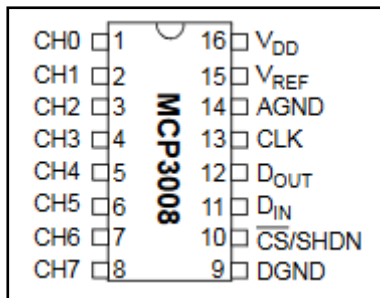 CH0 1 16 VDD
CH1 2 15 VREF
CH2 3 14 AGND
CH3 4 13 CLK
CH4 5 12 DOUT
CH5 6 11 DIN
CH6 7 10 C̅S̅/SHDN
CH7 8 9 DGND
MCP3008